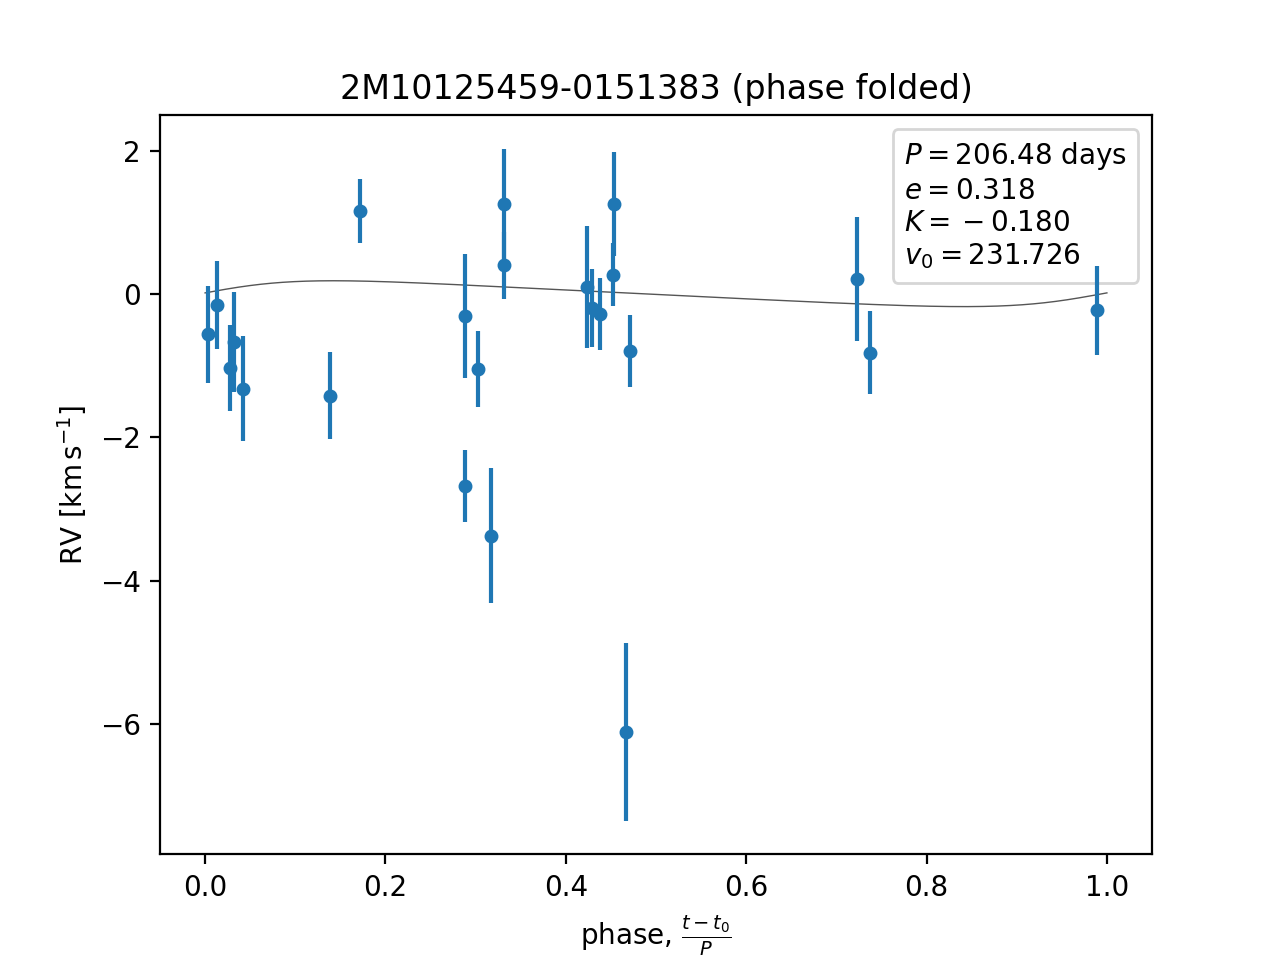 2M10125459-0151383 (phase folded)
P = 206.48 days
e = 0.318
K = −0.180
v₀ = 231.726
RV [km s⁻¹]
2
0
−2
−4
−6
0.0 0.2 0.4 0.6 0.8 1.0
phase, (t − t₀)/P